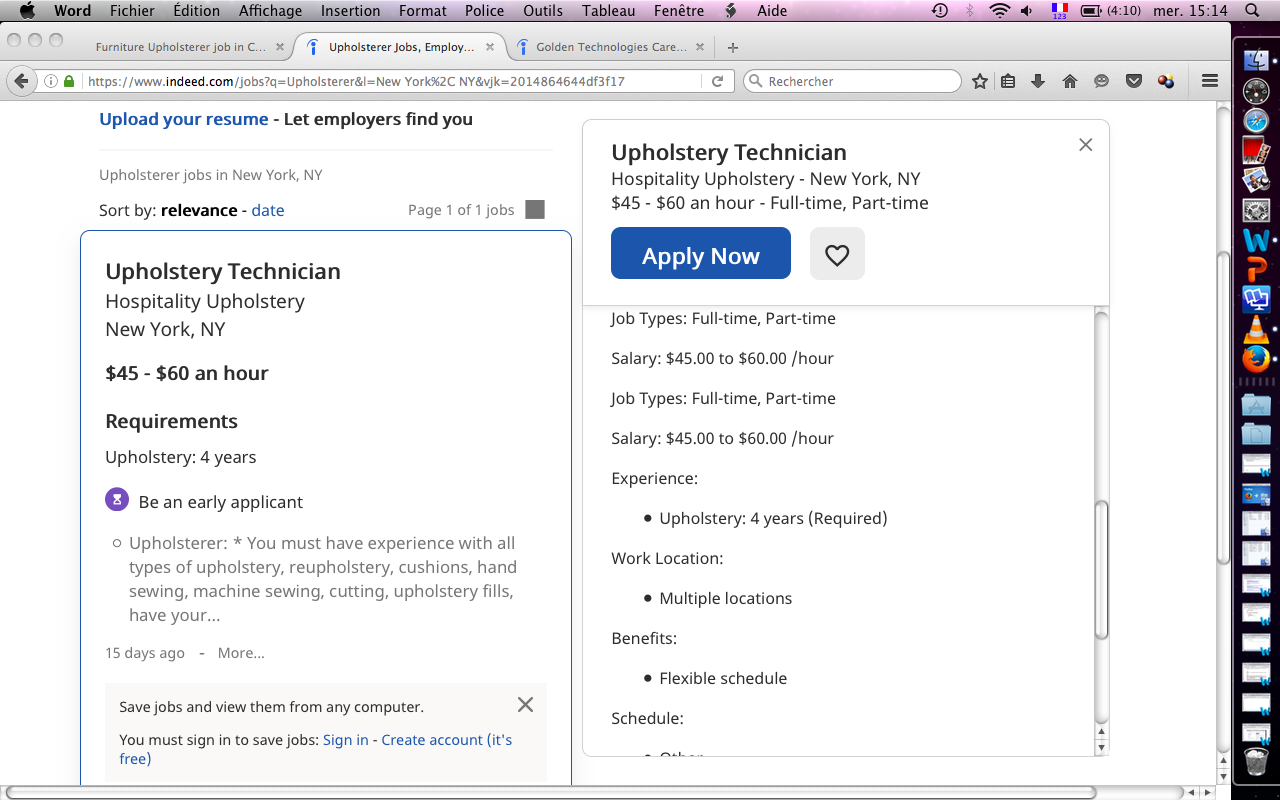 Word Fichier Édition Affichage Insertion Format Police Outils Tableau Fenêtre Aide 123 (4:10) mer. 15:14
Furniture Upholsterer job in C... Upholsterer Jobs, Employ... Golden Technologies Care...
https://www.indeed.com/jobs?q=Upholsterer&l=New York%2C NY&vjk=2014864644df3f17 Rechercher
Upload your resume - Let employers find you
Upholsterer jobs in New York, NY
Sort by: relevance - date Page 1 of 1 jobs
Upholstery Technician
Hospitality Upholstery
New York, NY
$45 - $60 an hour
Requirements
Upholstery: 4 years
Be an early applicant
Upholsterer: * You must have experience with all
types of upholstery, reupholstery, cushions, hand
sewing, machine sewing, cutting, upholstery fills,
have your...
15 days ago - More...
Save jobs and view them from any computer.
You must sign in to save jobs: Sign in - Create account (it's
free)
Upholstery Technician
Hospitality Upholstery - New York, NY
$45 - $60 an hour - Full-time, Part-time
Apply Now
Job Types: Full-time, Part-time
Salary: $45.00 to $60.00 /hour
Job Types: Full-time, Part-time
Salary: $45.00 to $60.00 /hour
Experience:
Upholstery: 4 years (Required)
Work Location:
Multiple locations
Benefits:
Flexible schedule
Schedule: